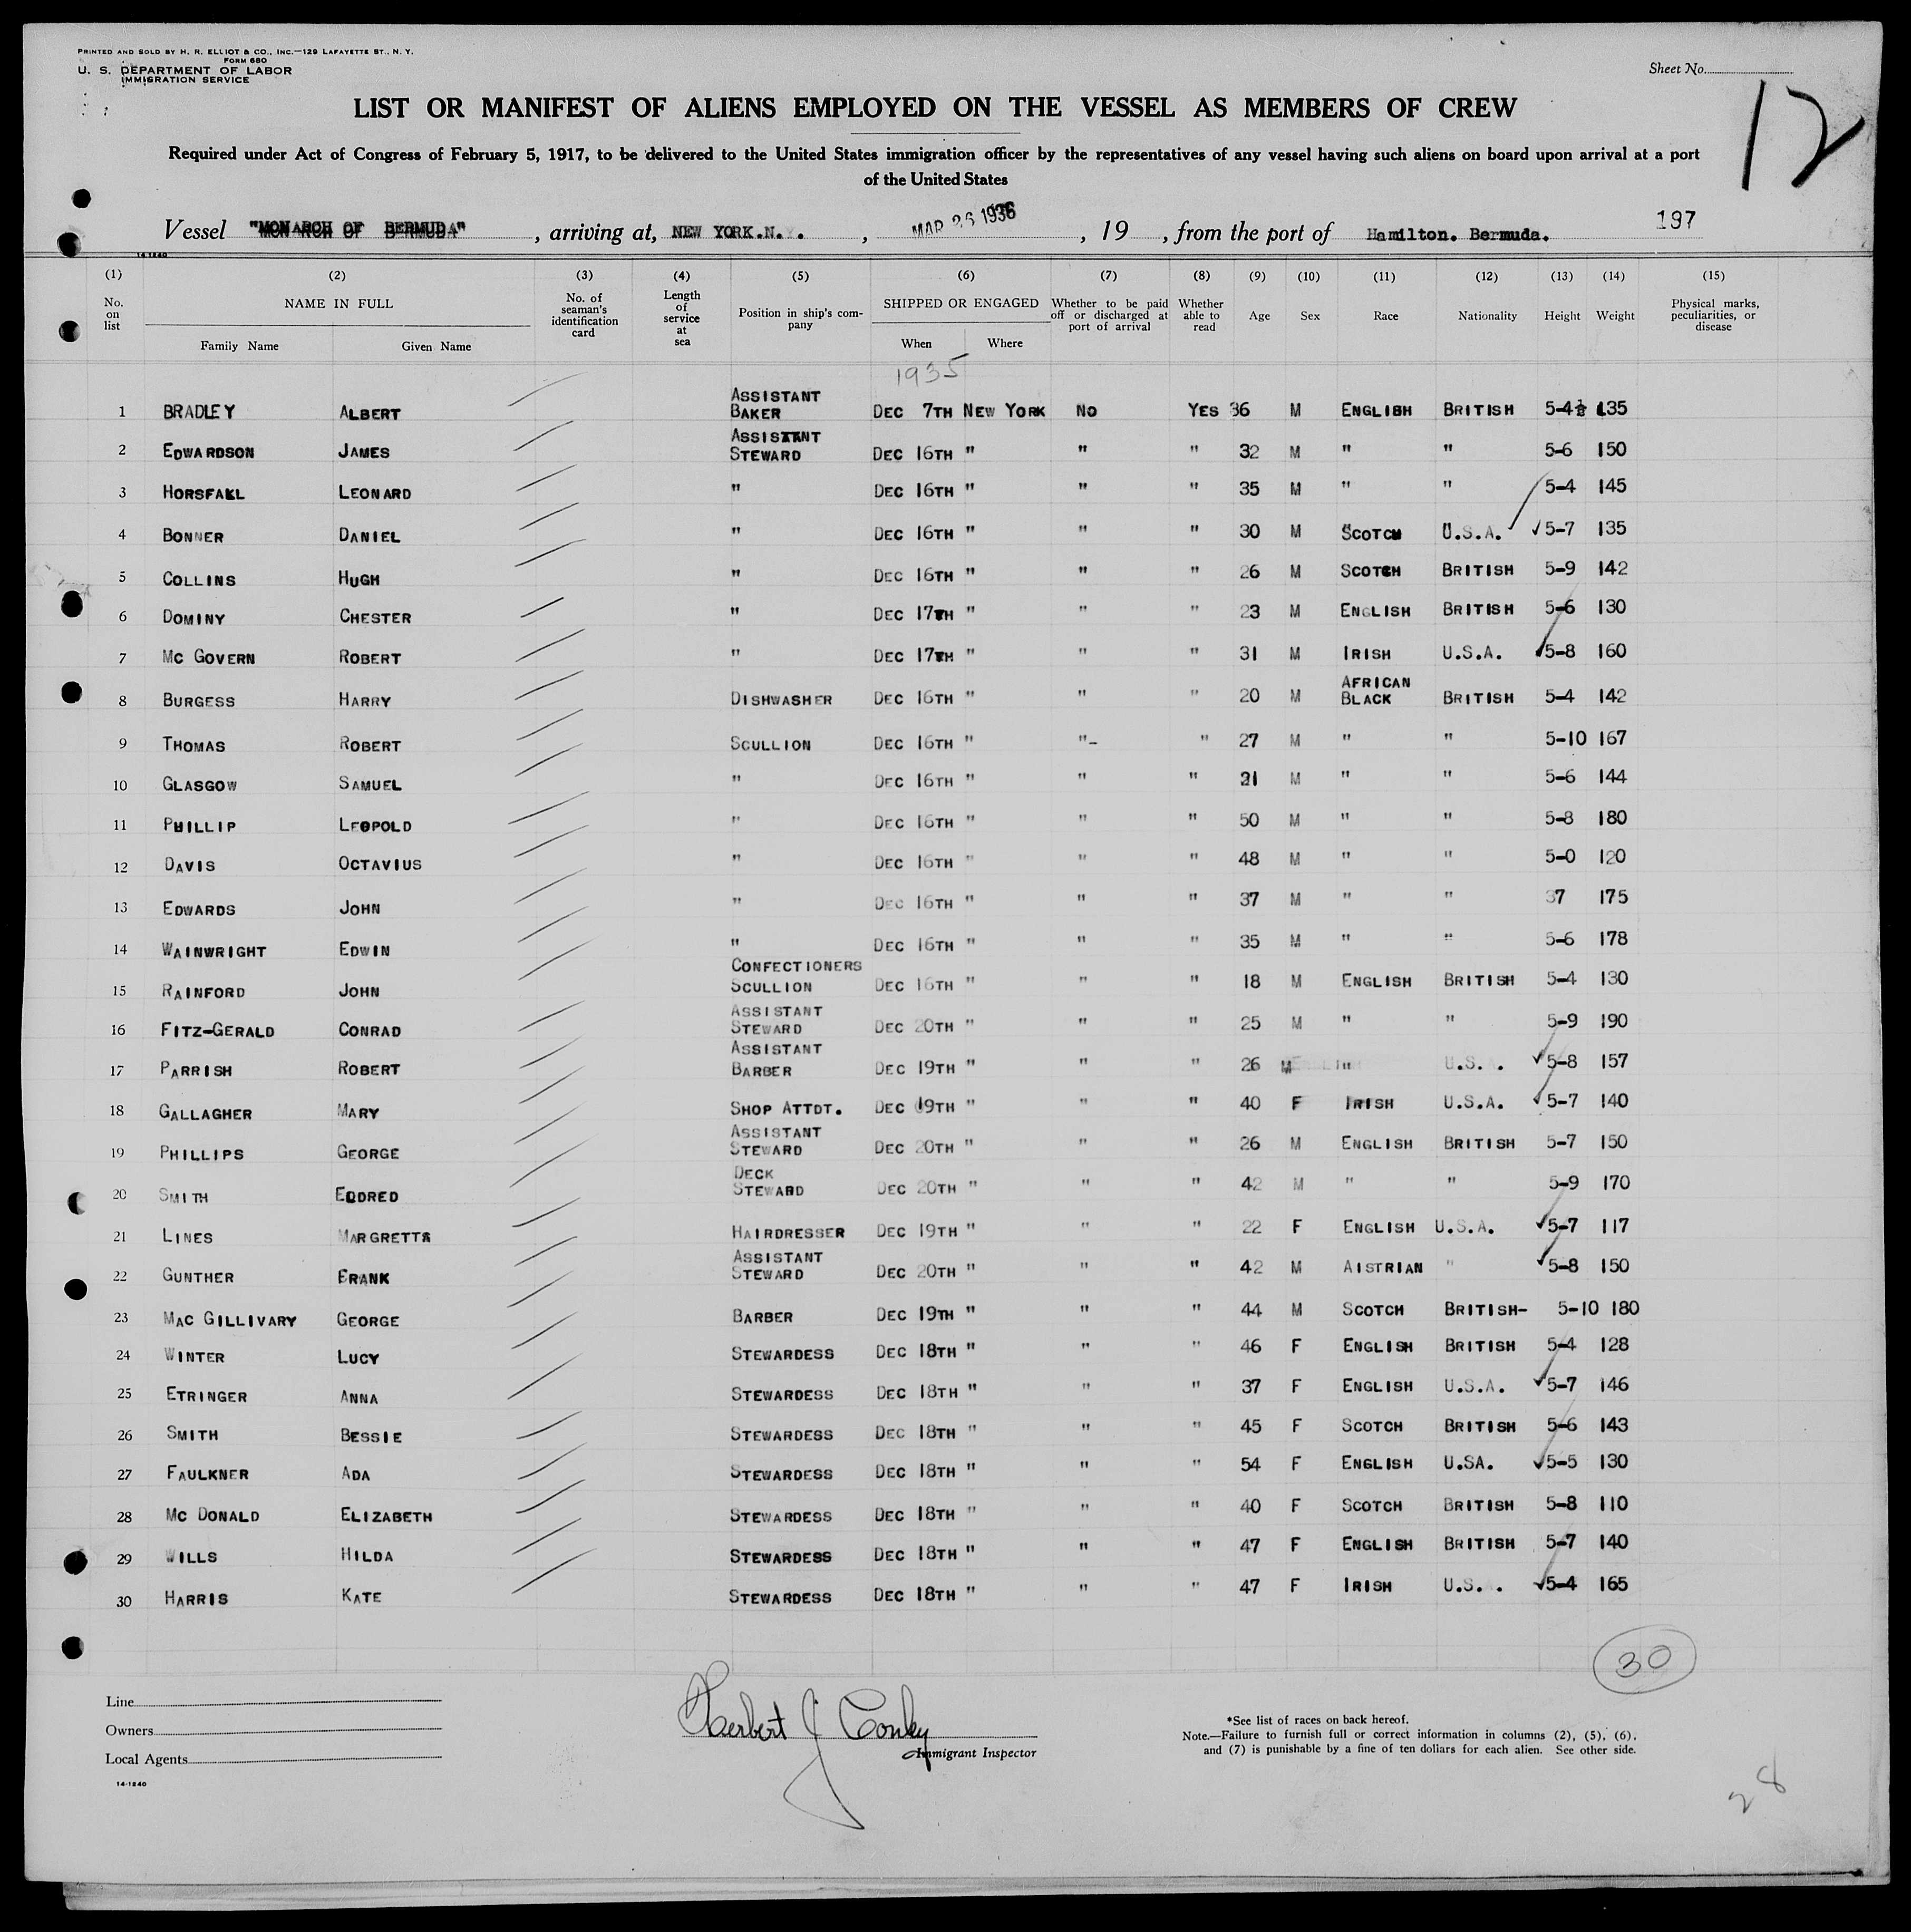 PRINTED AND SOLD BY H. R. ELLIOT & CO., INC.—129 LAFAYETTE ST., N. Y.
FORM 680
U. S. DEPARTMENT OF LABOR
IMMIGRATION SERVICE
Sheet No.
12
LIST OR MANIFEST OF ALIENS EMPLOYED ON THE VESSEL AS MEMBERS OF CREW
Required under Act of Congress of February 5, 1917, to be delivered to the United States immigration officer by the representatives of any vessel having such aliens on board upon arrival at a port
of the United States
Vessel "MONARCH OF BERMUDA", arriving at, NEW YORK.N.Y., MAR 26 1936, 19 , from the port of Hamilton. Bermuda. 197
14-1240
(1) (2) (3) (4) (5) (6) (7) (8) (9) (10) (11) (12) (13) (14) (15)
No. on list NAME IN FULL Family Name Given Name No. of seaman's identification card Length of service at sea Position in ship's company SHIPPED OR ENGAGED When Where Whether to be paid off or discharged at port of arrival Whether able to read Age Sex Race Nationality Height Weight Physical marks, peculiarities, or disease
1935
1 BRADLEY ALBERT ASSISTANT BAKER DEC 7TH NEW YORK NO YES 36 M ENGLISH BRITISH 5-4½ 135
2 EDWARDSON JAMES ASSISTANT STEWARD DEC 16TH " " " 32 M " " 5-6 150
3 HORSFALL LEONARD " DEC 16TH " " " 35 M " " 5-4 145
4 BONNER DANIEL " DEC 16TH " " " 30 M SCOTCH U.S.A. 5-7 135
5 COLLINS HUGH " DEC 16TH " " " 26 M SCOTCH BRITISH 5-9 142
6 DOMINY CHESTER " DEC 17TH " " " 23 M ENGLISH BRITISH 5-6 130
7 MC GOVERN ROBERT " DEC 17TH " " " 31 M IRISH U.S.A. 5-8 160
8 BURGESS HARRY DISHWASHER DEC 16TH " " " 20 M AFRICAN BLACK BRITISH 5-4 142
9 THOMAS ROBERT SCULLION DEC 16TH " "- " 27 M " " 5-10 167
10 GLASGOW SAMUEL " DEC 16TH " " " 21 M " " 5-6 144
11 PHILLIP LEOPOLD " DEC 16TH " " " 50 M " " 5-8 180
12 DAVIS OCTAVIUS " DEC 16TH " " " 48 M " " 5-0 120
13 EDWARDS JOHN " DEC 16TH " " " 37 M " " 37 175
14 WAINWRIGHT EDWIN " DEC 16TH " " " 35 M " " 5-6 178
15 RAINFORD JOHN CONFECTIONERS SCULLION DEC 16TH " " " 18 M ENGLISH BRITISH 5-4 130
16 FITZ-GERALD CONRAD ASSISTANT STEWARD DEC 20TH " " " 25 M " " 5-9 190
17 PARRISH ROBERT ASSISTANT BARBER DEC 19TH " " " 26 M " U.S. . 5-8 157
18 GALLAGHER MARY SHOP ATTDT. DEC 19TH " " " 40 F IRISH U.S.A. 5-7 140
19 PHILLIPS GEORGE ASSISTANT STEWARD DEC 20TH " " " 26 M ENGLISH BRITISH 5-7 150
20 SMITH EDDRED DECK STEWARD DEC 20TH " " " 42 M " " 5-9 170
21 LINES MARGRETTA HAIRDRESSER DEC 19TH " " " 22 F ENGLISH U.S.A. 5-7 117
22 GUNTHER FRANK ASSISTANT STEWARD DEC 20TH " " " 42 M AISTRIAN " 5-8 150
23 MAC GILLIVARY GEORGE BARBER DEC 19TH " " " 44 M SCOTCH BRITISH- 5-10 180
24 WINTER LUCY STEWARDESS DEC 18TH " " " 46 F ENGLISH BRITISH 5-4 128
25 ETRINGER ANNA STEWARDESS DEC 18TH " " " 37 F ENGLISH U.S.A. 5-7 146
26 SMITH BESSIE STEWARDESS DEC 18TH " " " 45 F SCOTCH BRITISH 5-6 143
27 FAULKNER ADA STEWARDESS DEC 18TH " " " 54 F ENGLISH U.SA. 5-5 130
28 MC DONALD ELIZABETH STEWARDESS DEC 18TH " " " 40 F SCOTCH BRITISH 5-8 110
29 WILLS HILDA STEWARDESS DEC 18TH " " " 47 F ENGLISH BRITISH 5-7 140
30 HARRIS KATE STEWARDESS DEC 18TH " " " 47 F IRISH U.S. . 5-4 165
30
Line
Owners
Local Agents
14-1240
Herbert J Conley
Immigrant Inspector
*See list of races on back hereof.
Note.—Failure to furnish full or correct information in columns (2), (5), (6),
and (7) is punishable by a fine of ten dollars for each alien. See other side.
28